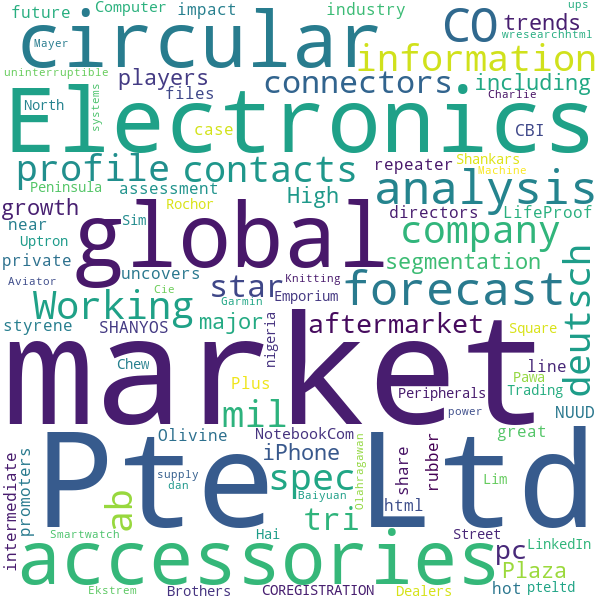 future Computer impact industry ups
Mayer circular CO trends
wresearchhtml
uninterruptible players connectors information including
North systems files Charlie
Electronics
case CBI
profile contacts repeater Shankars Machine
Peninsula assessment High analysis
growth Rochor directors LifeProof
near Sim global company
Uptron
private uncovers segmentation
Aviator Cie star Knitting forecast deutsch
Working Garmin Emporium
styrene SHANYOS major nigeria aftermarket Square
market
Chew line
Plus Peripherals Pawa Trading
mil power NUUD
Olivine NotebookCom great
Pte Ltd
intermediate promoters iPhone share rubber
supply spec Lim
dan Baiyuan Olahragawan
ab tri html
Smartwatch accessories Hai Street pc LinkedIn
Plaza
Ekstrem Brothers COREGISTRATION Dealers hot pteltd